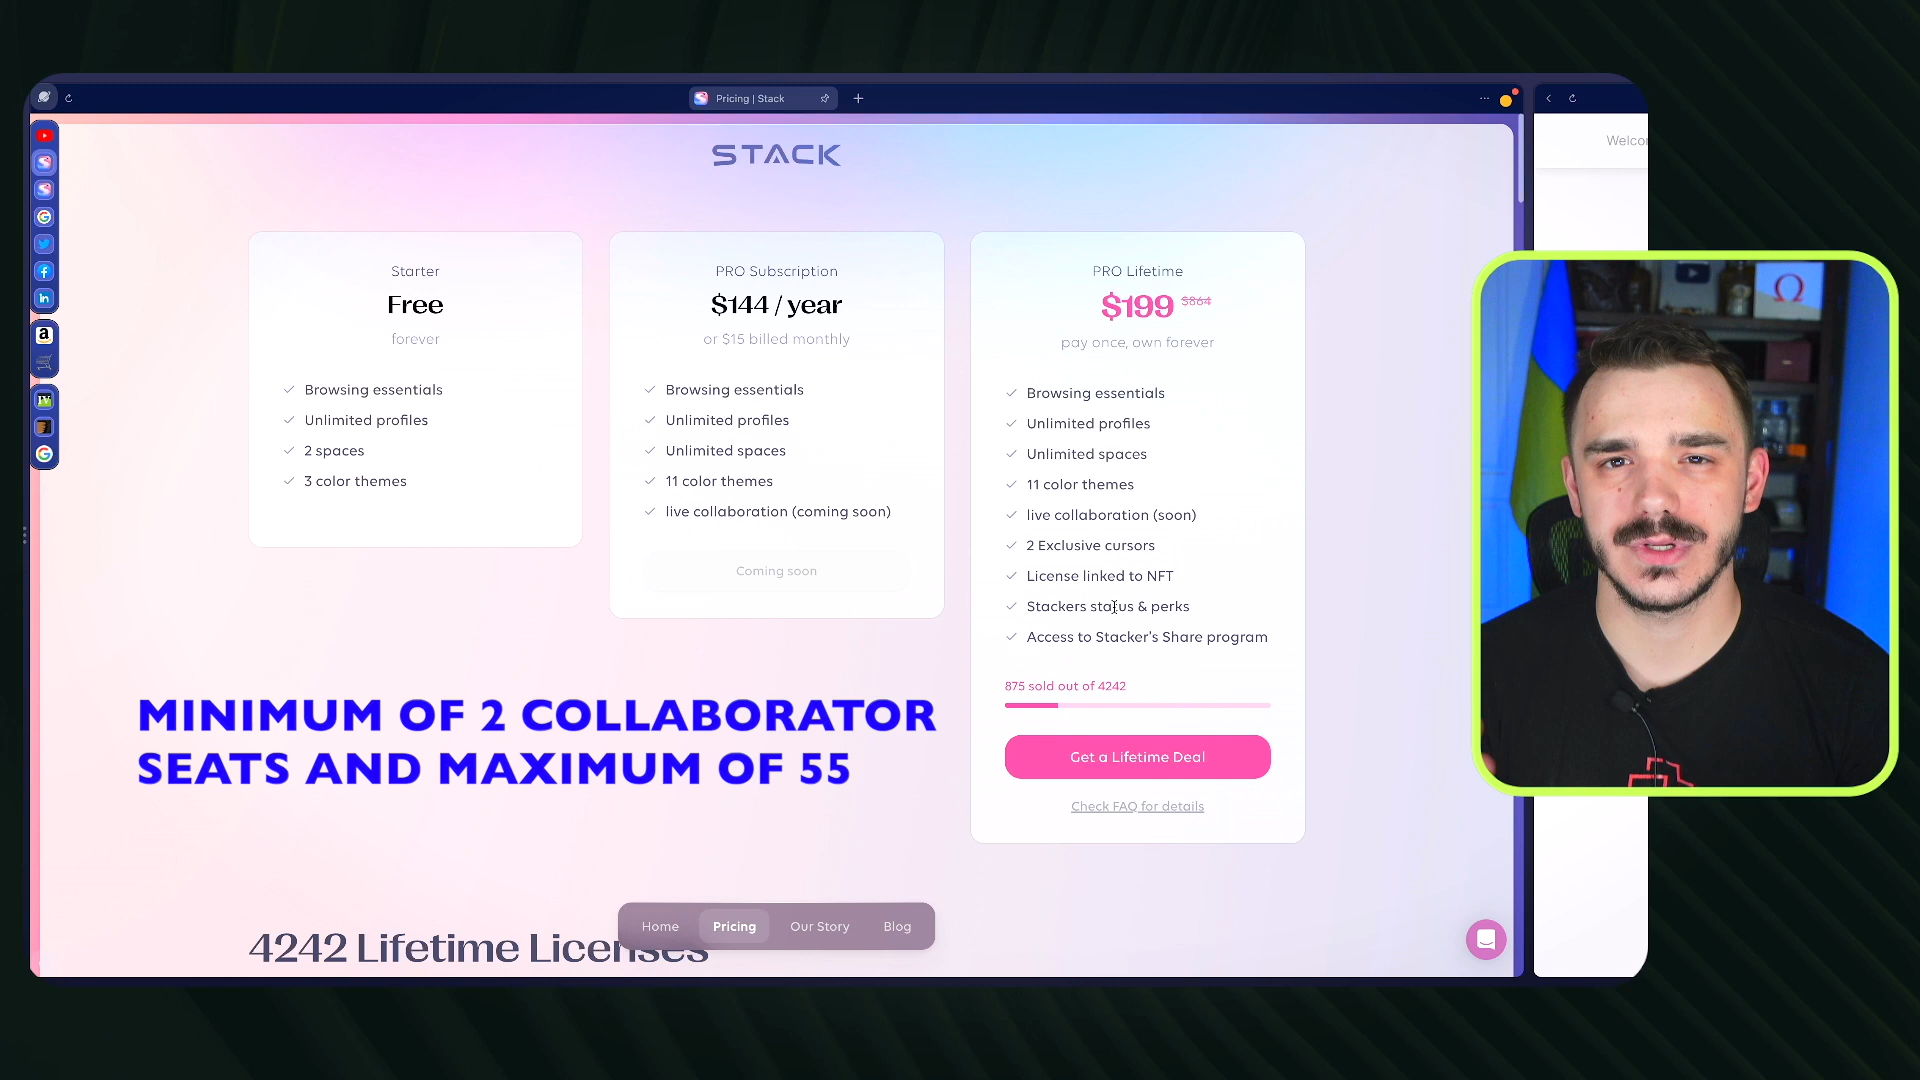 Pricing | Stack
Welcor
STACK
Starter
Free
forever
Browsing essentials
Unlimited profiles
2 spaces
3 color themes
PRO Subscription
$144 / year
or $15 billed monthly
Browsing essentials
Unlimited profiles
Unlimited spaces
11 color themes
live collaboration (coming soon)
Coming soon
PRO Lifetime
$199 $864
pay once, own forever
Browsing essentials
Unlimited profiles
Unlimited spaces
11 color themes
live collaboration (soon)
2 Exclusive cursors
License linked to NFT
Stackers status & perks
Access to Stacker's Share program
875 sold out of 4242
Get a Lifetime Deal
Check FAQ for details
MINIMUM OF 2 COLLABORATOR
SEATS AND MAXIMUM OF 55
Home Pricing Our Story Blog
4242 Lifetime Licenses